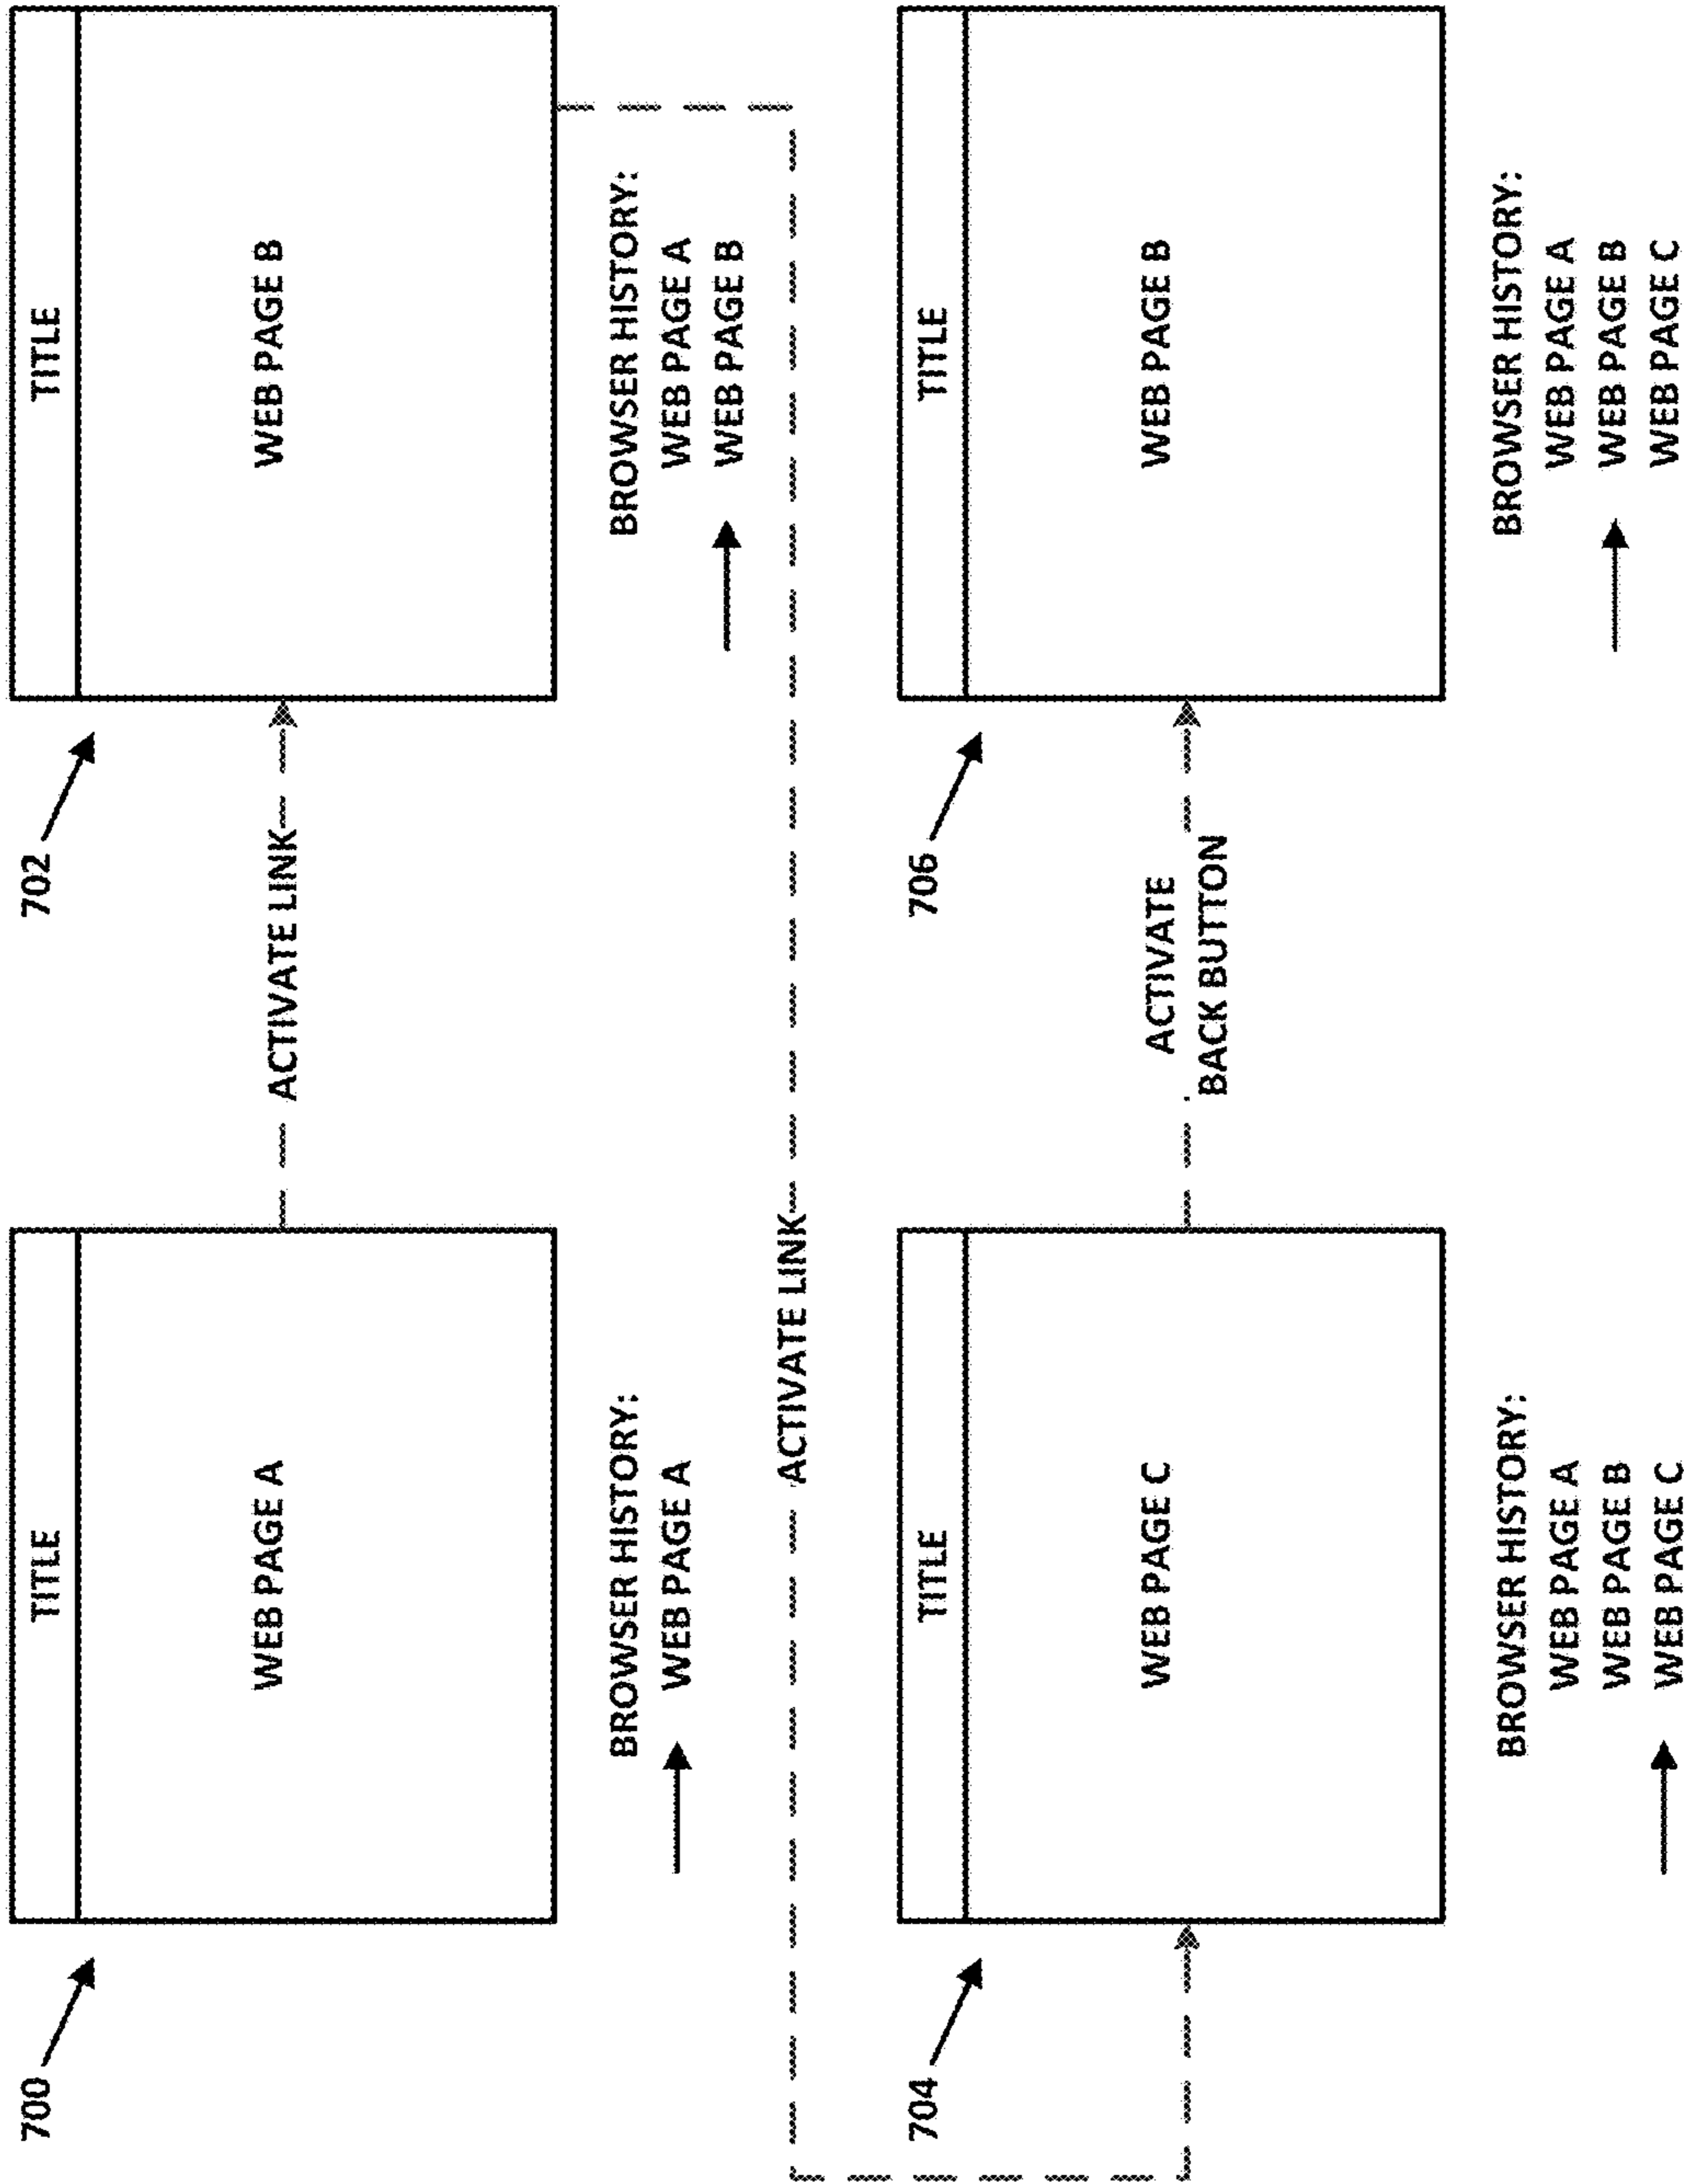 700
TITLE
WEB PAGE A
BROWSER HISTORY:
WEB PAGE A
ACTIVATE LINK
702
TITLE
WEB PAGE B
BROWSER HISTORY:
WEB PAGE A
WEB PAGE B
ACTIVATE LINK
704
TITLE
WEB PAGE C
BROWSER HISTORY:
WEB PAGE A
WEB PAGE B
WEB PAGE C
ACTIVATE
BACK BUTTON
706
TITLE
WEB PAGE B
BROWSER HISTORY:
WEB PAGE A
WEB PAGE B
WEB PAGE C